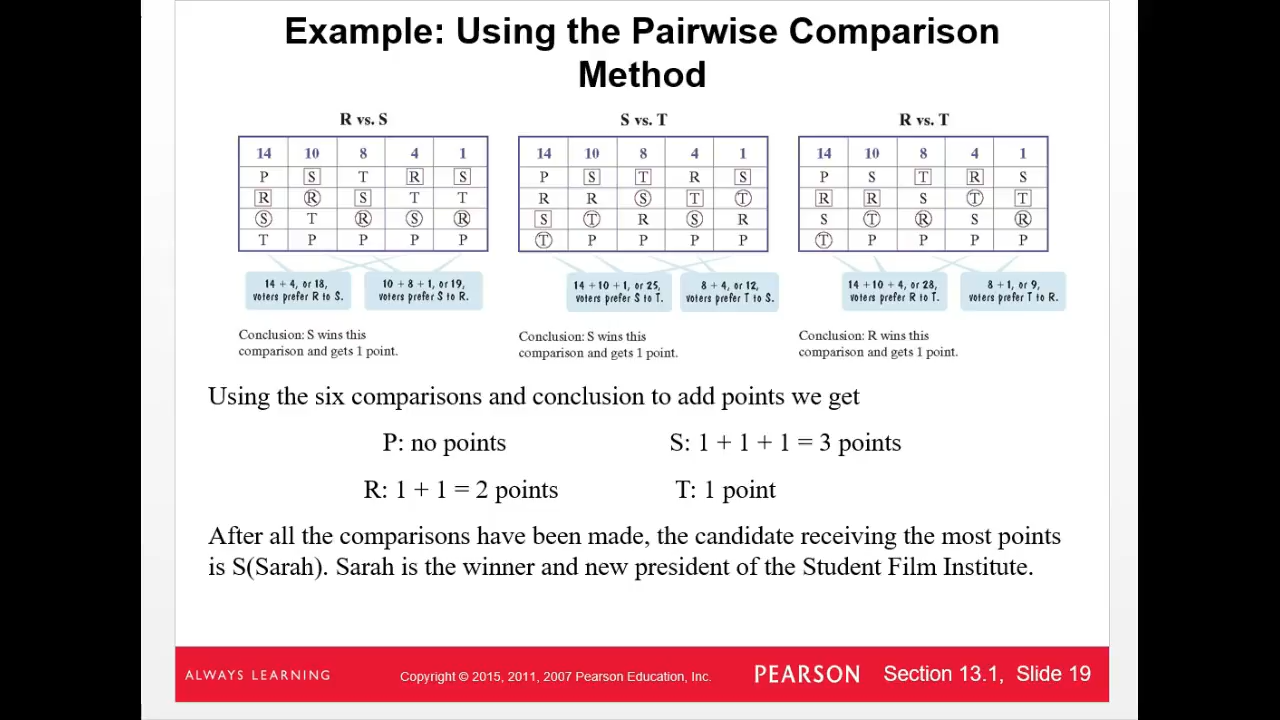 Example: Using the Pairwise Comparison
Method
R vs. S
14 10 8 4 1
P S T R S
R R S T T
S T R S R
T P P P P
14 + 4, or 18,
voters prefer R to S.
10 + 8 + 1, or 19,
voters prefer S to R.
Conclusion: S wins this
comparison and gets 1 point.
S vs. T
14 10 8 4 1
P S T R S
R R S T T
S T R S R
T P P P P
14 + 10 + 1, or 25,
voters prefer S to T.
8 + 4, or 12,
voters prefer T to S.
Conclusion: S wins this
comparison and gets 1 point.
R vs. T
14 10 8 4 1
P S T R S
R R S T T
S T R S R
T P P P P
14 + 10 + 4, or 28,
voters prefer R to T.
8 + 1, or 9,
voters prefer T to R.
Conclusion: R wins this
comparison and gets 1 point.
Using the six comparisons and conclusion to add points we get
P: no points S: 1 + 1 + 1 = 3 points
R: 1 + 1 = 2 points T: 1 point
After all the comparisons have been made, the candidate receiving the most points
is S(Sarah). Sarah is the winner and new president of the Student Film Institute.
ALWAYS LEARNING Copyright © 2015, 2011, 2007 Pearson Education, Inc. PEARSON Section 13.1, Slide 19